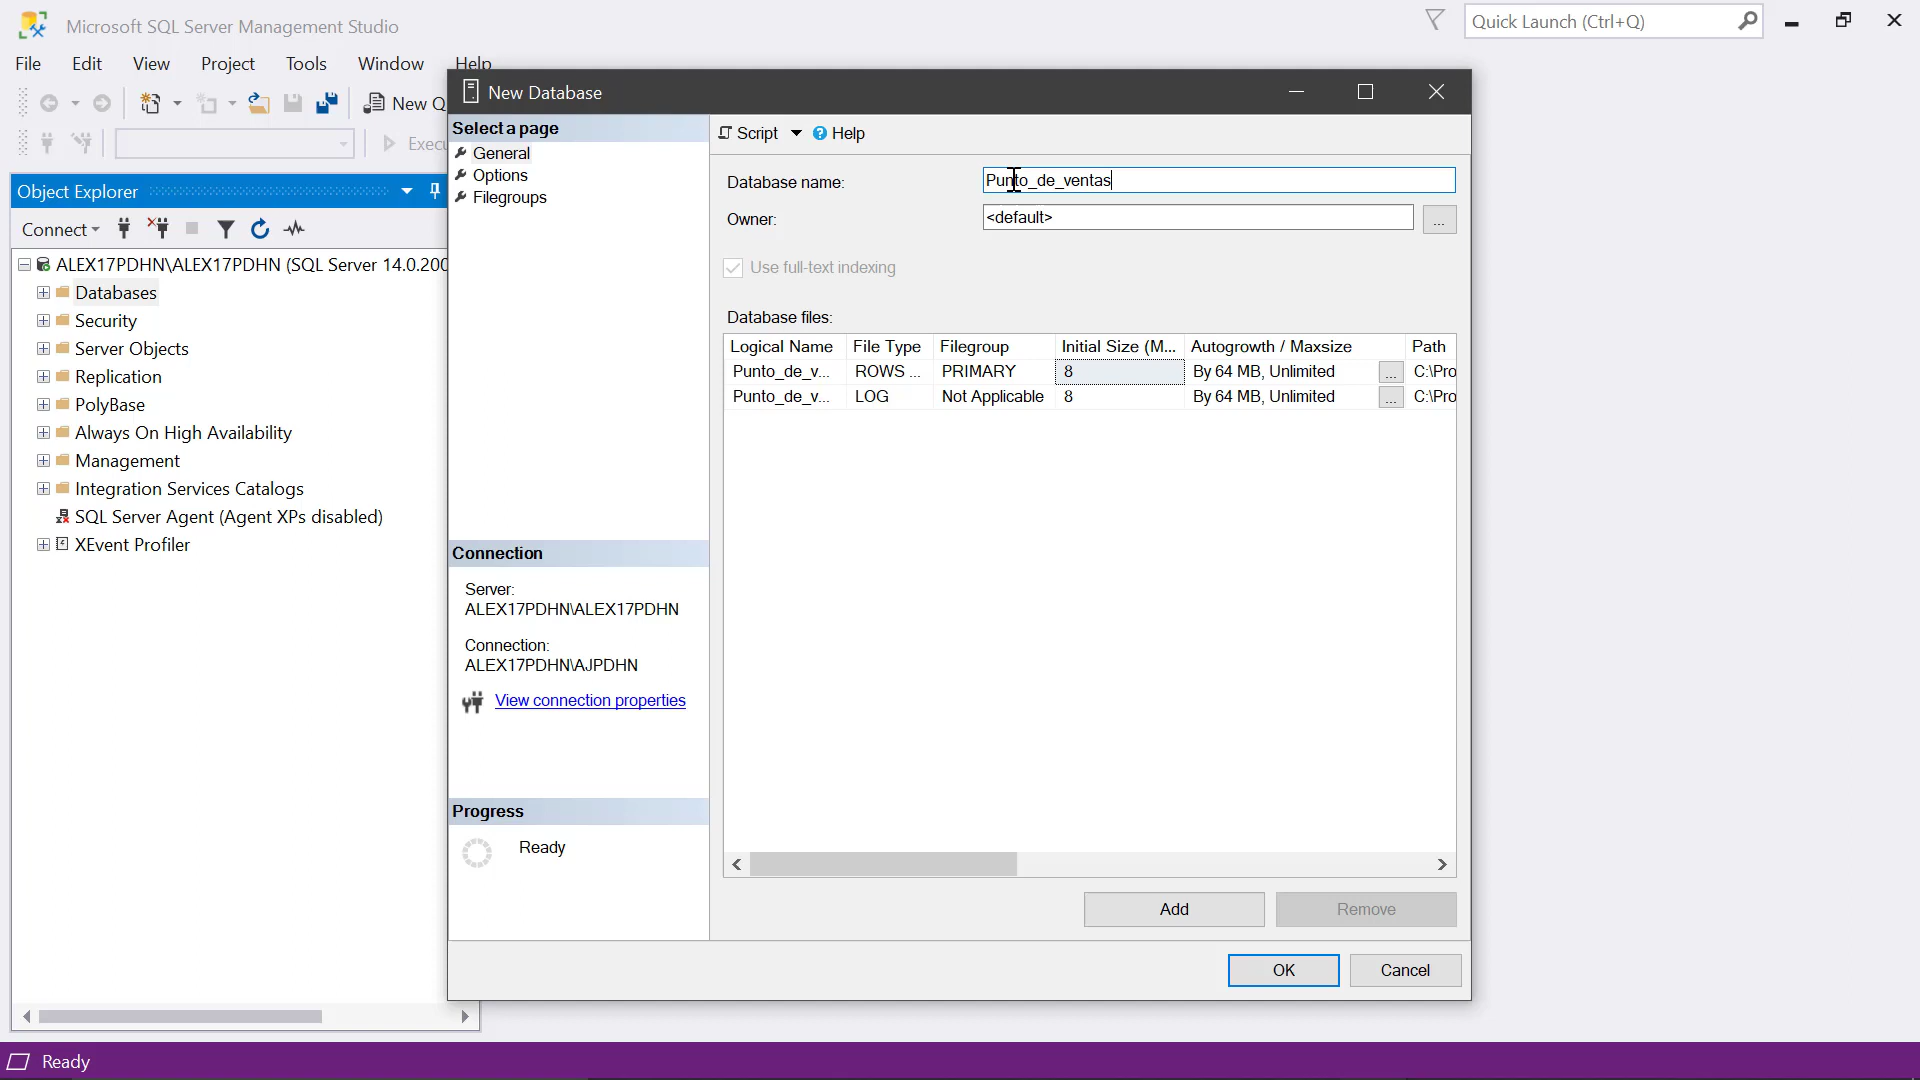 Microsoft SQL Server Management Studio
Quick Launch (Ctrl+Q)
File Edit View Project Tools Window Help
New Q
Execu
New Database
Select a page
General
Options
Filegroups
Script Help
Database name: Punto_de_ventas
Owner: <default> ...
Use full-text indexing
Database files:
Logical Name File Type Filegroup Initial Size (M... Autogrowth / Maxsize Path
Punto_de_v... ROWS ... PRIMARY 8 By 64 MB, Unlimited ... C:\Pro
Punto_de_v... LOG Not Applicable 8 By 64 MB, Unlimited ... C:\Pro
Object Explorer
Connect
ALEX17PDHN\ALEX17PDHN (SQL Server 14.0.200
Databases
Security
Server Objects
Replication
PolyBase
Always On High Availability
Management
Integration Services Catalogs
SQL Server Agent (Agent XPs disabled)
XEvent Profiler
Connection
Server:
ALEX17PDHN\ALEX17PDHN
Connection:
ALEX17PDHN\AJPDHN
View connection properties
Progress
Ready
Add Remove
OK Cancel
Ready